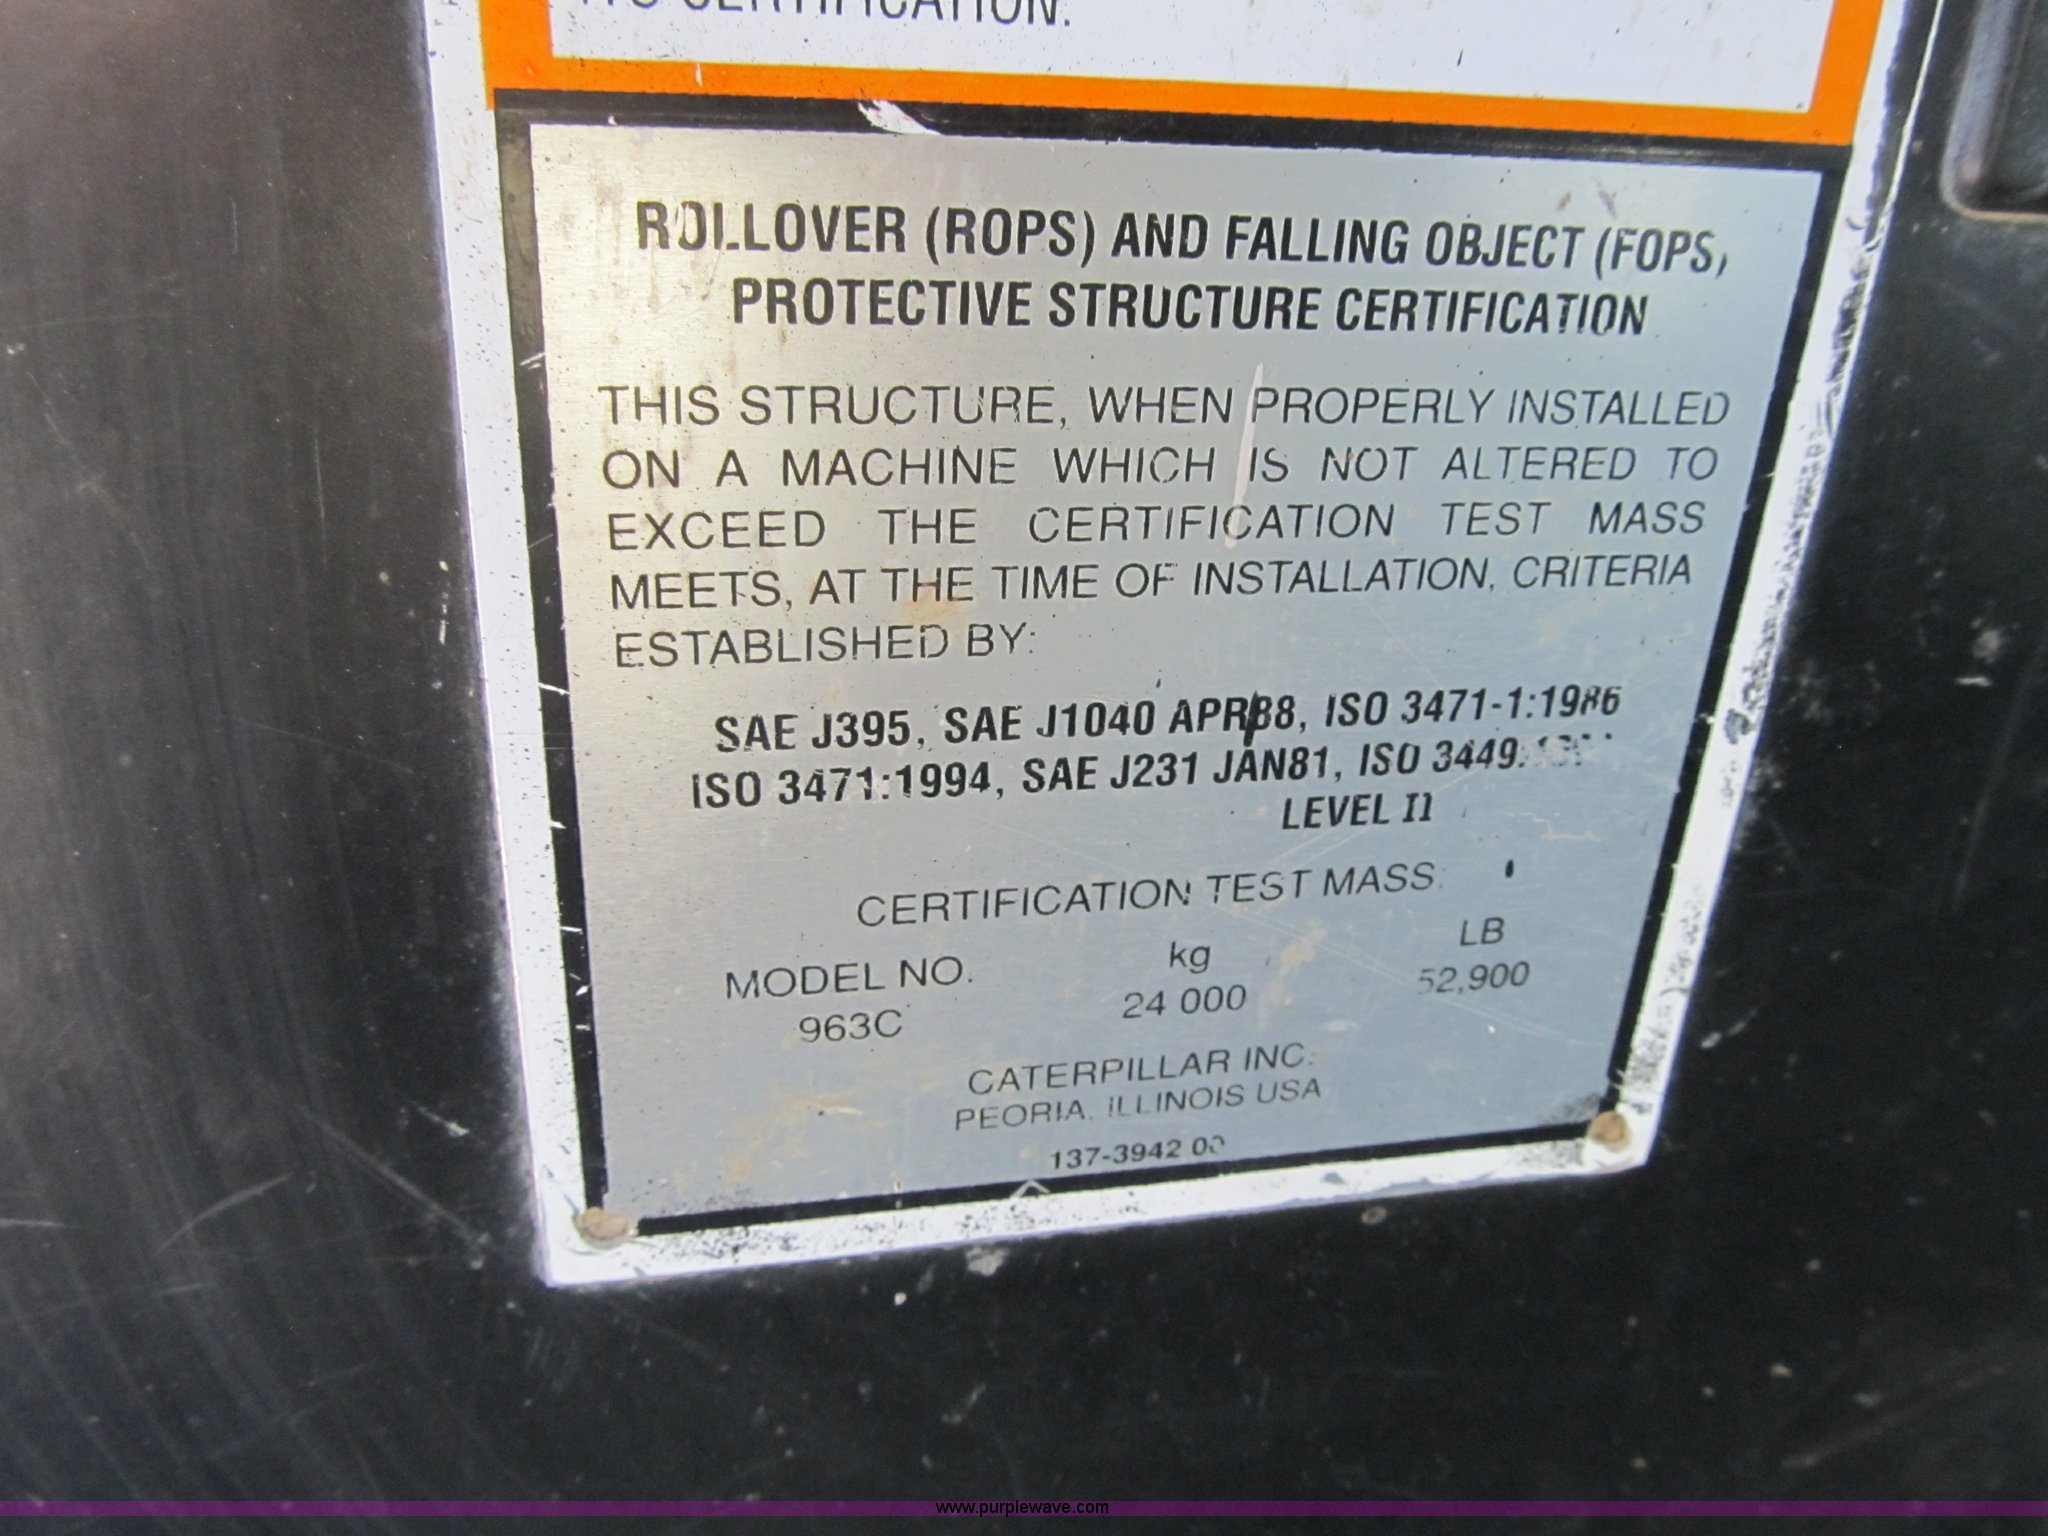 CERTIFICATION.
ROLLOVER (ROPS) AND FALLING OBJECT (FOPS)
PROTECTIVE STRUCTURE CERTIFICATION
THIS STRUCTURE, WHEN PROPERLY INSTALLED
ON A MACHINE WHICH IS NOT ALTERED TO
EXCEED THE CERTIFICATION TEST MASS
MEETS, AT THE TIME OF INSTALLATION, CRITERIA
ESTABLISHED BY:
SAE J395, SAE J1040 APR88, ISO 3471-1:1986
ISO 3471:1994, SAE J231 JAN81, ISO 3449:
LEVEL II
CERTIFICATION TEST MASS:
MODEL NO. kg LB
963C 24 000 52,900
CATERPILLAR INC.
PEORIA, ILLINOIS USA
137-3942 00
www.purplewave.com